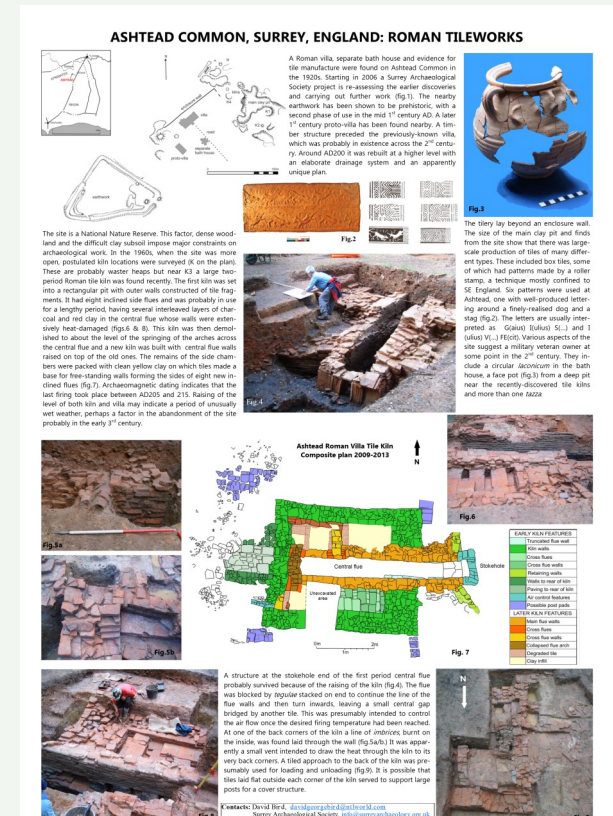 ASHTEAD COMMON, SURREY, ENGLAND: ROMAN TILEWORKS
A Roman villa, separate bath house and evidence for
tile manufacture were found on Ashtead Common in
the 1920s. Starting in 2006 a Surrey Archaeological
Society project is re-assessing the earlier discoveries
and carrying out further work (fig.1). The nearby
earthwork has been shown to be prehistoric, with
a second phase of use in the mid 1st century AD. A later
1st century proto-villa has been found nearby. A tim-
ber structure preceded the previously-known villa,
which was probably in existence across the 2nd centu-
ry. Around AD200 it was rebuilt at a higher level with
an elaborate drainage system and an apparently
unique plan.
main clay pit
villa
K3
road
separate
bath-house
proto-villa
earthwork
Fig.2
Fig.3
The site is a National Nature Reserve. This factor, dense wood-
land and the difficult clay subsoil impose major constraints on
archaeological work. In the 1960s, when the site was more
open, postulated kiln locations were surveyed (K on the plan).
These are probably waster heaps but near K3 a large two-
period Roman tile kiln was found recently. The first kiln was set
into a rectangular pit with outer walls constructed of tile frag-
ments. It had eight inclined side flues and was probably in use
for a lengthy period, having several interleaved layers of char-
coal and red clay in the central flue whose walls were exten-
sively heat-damaged (figs.6 & 8). This kiln was then demol-
ished to about the level of the springing of the arches across
the central flue and a new kiln was built with central flue walls
raised on top of the old ones. The remains of the side cham-
bers were packed with clean yellow clay on which tiles made a
base for free-standing walls forming the sides of eight new in-
clined flues (fig.7). Archaeomagnetic dating indicates that the
last firing took place between AD205 and 215. Raising of the
level of both kiln and villa may indicate a period of unusually
wet weather, perhaps a factor in the abandonment of the site
probably in the early 3rd century.
Fig.4
The tilery lay beyond an enclosure wall.
The size of the main clay pit and finds
from the site show that there was large-
scale production of tiles of many differ-
ent types. These included box tiles, some
of which had patterns made by a roller
stamp, a technique mostly confined to
SE England. Six patterns were used at
Ashtead, one with well-produced letter-
ing around a finely-realised dog and a
stag (fig.2). The letters are usually inter-
preted as G(aius) I(ulius) S(...) and I
(ulius) V(...) FE(cit). Various aspects of the
site suggest a military veteran owner at
some point in the 2nd century. They in-
clude a circular laconicum in the bath
house, a face pot (fig.3) from a deep pit
near the recently-discovered tile kilns
and more than one tazza.
Fig.5a
Fig.5b
Ashtead Roman Villa Tile Kiln
Composite plan 2009-2013
N
Central flue
Stokehole
Unexcavated
area
0m
2m
1m
Fig. 7
Fig.6
EARLY KILN FEATURES
Truncated flue wall
Kiln walls
Cross flues
Cross flue walls
Retaining walls
Walls to rear of kiln
Paving to rear of kiln
Air control features
Possible post pads
LATER KILN FEATURES
Main flue walls
Cross flues
Cross flue walls
Collapsed flue arch
Degraded tile
Clay infill
A structure at the stokehole end of the first period central flue
probably survived because of the raising of the kiln (fig.4). The flue
was blocked by tegulae stacked on end to continue the line of the
flue walls and then turn inwards, leaving a small central gap
bridged by another tile. This was presumably intended to control
the air flow once the desired firing temperature had been reached.
At one of the back corners of the kiln a line of imbrices, burnt on
the inside, was found laid through the wall (fig.5a/b.) It was appar-
ently a small vent intended to draw the heat through the kiln to its
very back corners. A tiled approach to the back of the kiln was pre-
sumably used for loading and unloading (fig.9). It is possible that
tiles laid flat outside each corner of the kiln served to support large
posts for a cover structure.
N
Contacts: David Bird, davidgeorgebird@ntlworld.com
Surrey Archaeological Society, info@surreyarchaeology.org.uk